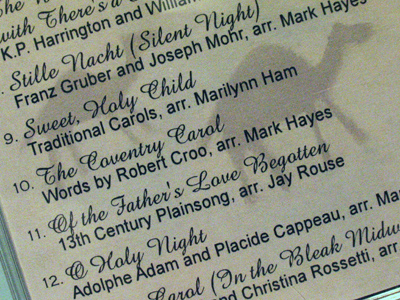 with There's a
K.P. Harrington and William
Stille Nacht (Silent Night)
Franz Gruber and Joseph Mohr, arr. Mark Hayes
9. Sweet, Holy Child
Traditional Carols, arr. Marilynn Ham
10. The Coventry Carol
Words by Robert Croo, arr. Mark Hayes
11. Of the Father's Love Begotten
13th Century Plainsong, arr. Jay Rouse
12. O Holy Night
Adolphe Adam and Placide Cappeau, arr. Mar
Carol (In the Bleak Midw
and Christina Rossetti, arr.